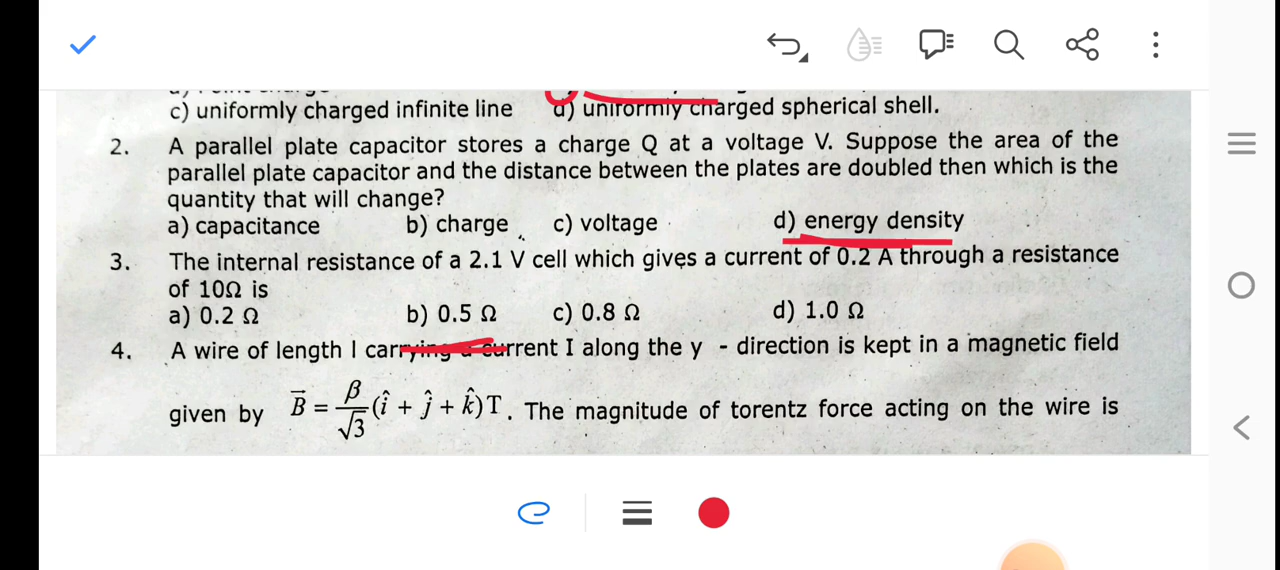 c) uniformly charged infinite line d) uniformly charged spherical shell.
2. A parallel plate capacitor stores a charge Q at a voltage V. Suppose the area of the
parallel plate capacitor and the distance between the plates are doubled then which is the
quantity that will change?
a) capacitance b) charge c) voltage d) energy density
3. The internal resistance of a 2.1 V cell which gives a current of 0.2 A through a resistance
of 10Ω is
a) 0.2 Ω b) 0.5 Ω c) 0.8 Ω d) 1.0 Ω
4. A wire of length l carrying a current I along the y - direction is kept in a magnetic field
given by B⃗ = β/√3 (î + ĵ + k̂)T. The magnitude of torentz force acting on the wire is